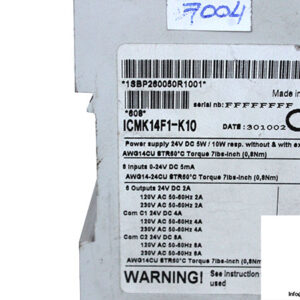 7004
*1SBP260050R1001*
Made in
serial nb: FFFFFFFF
*608*
ICMK14F1-K10
DATE:301002
Power supply 24V DC 5W / 10W resp. without & with ex
AWG14CU STR60°C Torque 7lbs-inch (0,8Nm)
8 Inputs 0-24V DC 5mA
AWG14-24CU STR60°C Torque 7lbs-inch (0,8Nm)
6 Outputs 24V DC 2A
120V AC 50-60Hz 2A
230V AC 50-60Hz 2A
Com C1 24V DC 4A
120V AC 50-60Hz 4A
230V AC 50-60Hz 4A
Com C2 24V DC 8A
120V AC 50-60Hz 8A
230V AC 50-60Hz 8A
AWG14CU STR60°C Torque 7lbs-inch (0,8Nm)
WARNING! See Instruction
used